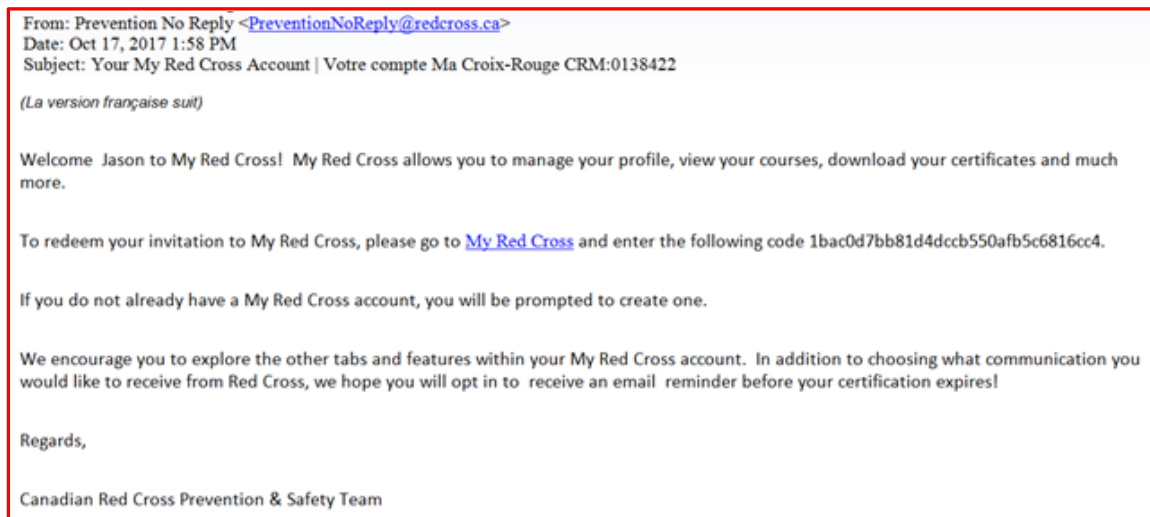 From: Prevention No Reply <PreventionNoReply@redcross.ca>
Date: Oct 17, 2017 1:58 PM
Subject: Your My Red Cross Account | Votre compte Ma Croix-Rouge CRM:0138422
(La version française suit)
Welcome  Jason to My Red Cross!  My Red Cross allows you to manage your profile, view your courses, download your certificates and much
more.
To redeem your invitation to My Red Cross, please go to My Red Cross and enter the following code 1bac0d7bb81d4dccb550afb5c6816cc4.
If you do not already have a My Red Cross account, you will be prompted to create one.
We encourage you to explore the other tabs and features within your My Red Cross account.  In addition to choosing what communication you
would like to receive from Red Cross, we hope you will opt in to  receive an email  reminder before your certification expires!
Regards,
Canadian Red Cross Prevention & Safety Team